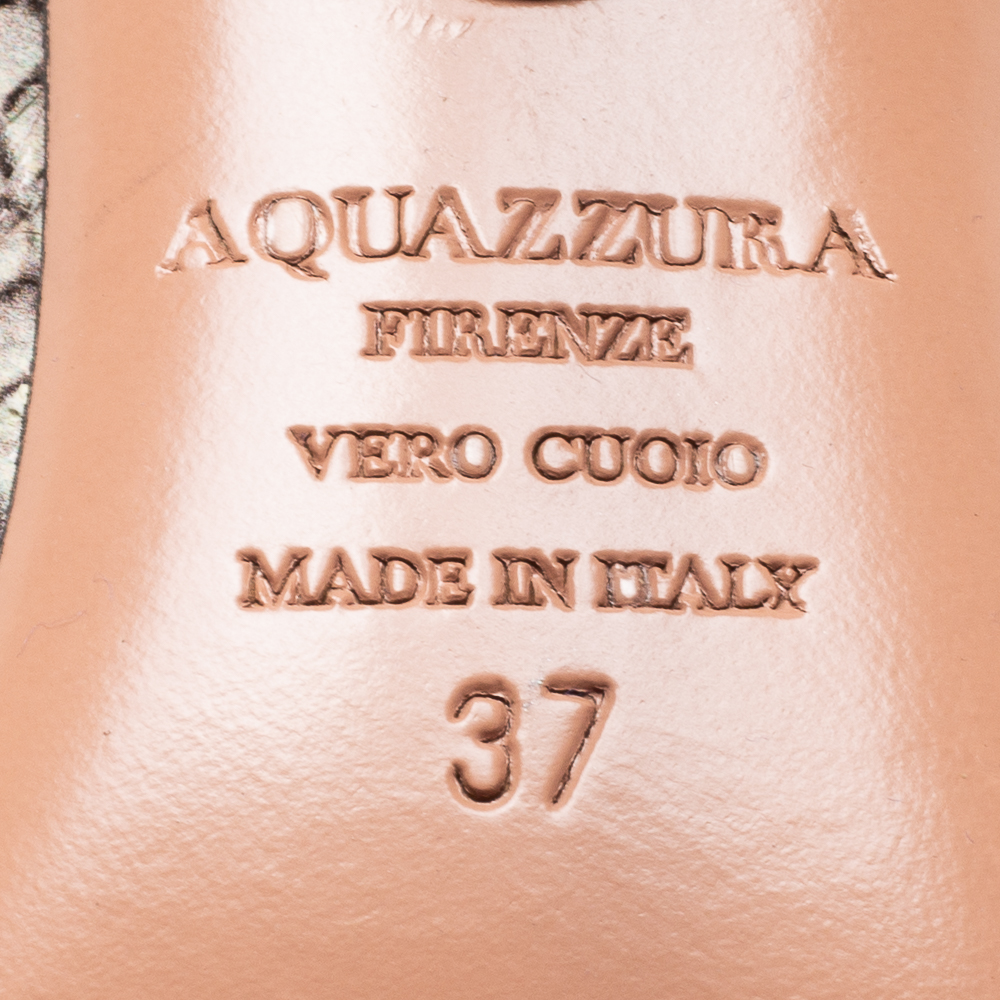 AQUAZZURA
FIRENZE
VERO CUOIO
MADE IN ITALY
37